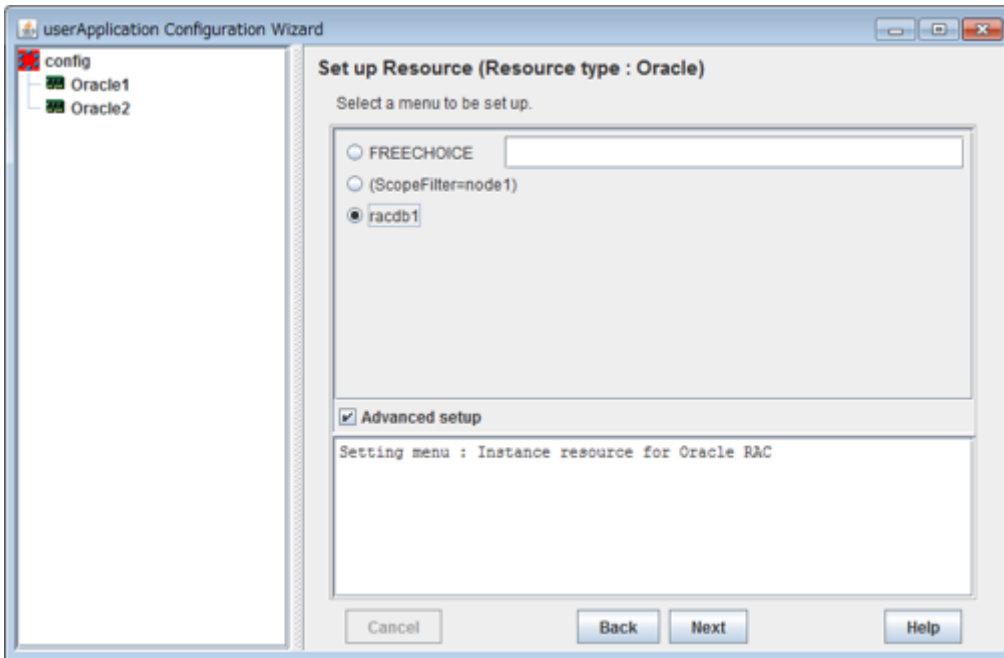 userApplication Configuration Wizard
config
Oracle1
Oracle2
Set up Resource (Resource type : Oracle)
Select a menu to be set up.
FREECHOICE
(ScopeFilter=node1)
racdb1
Advanced setup
Setting menu : Instance resource for Oracle RAC
Cancel
Back
Next
Help